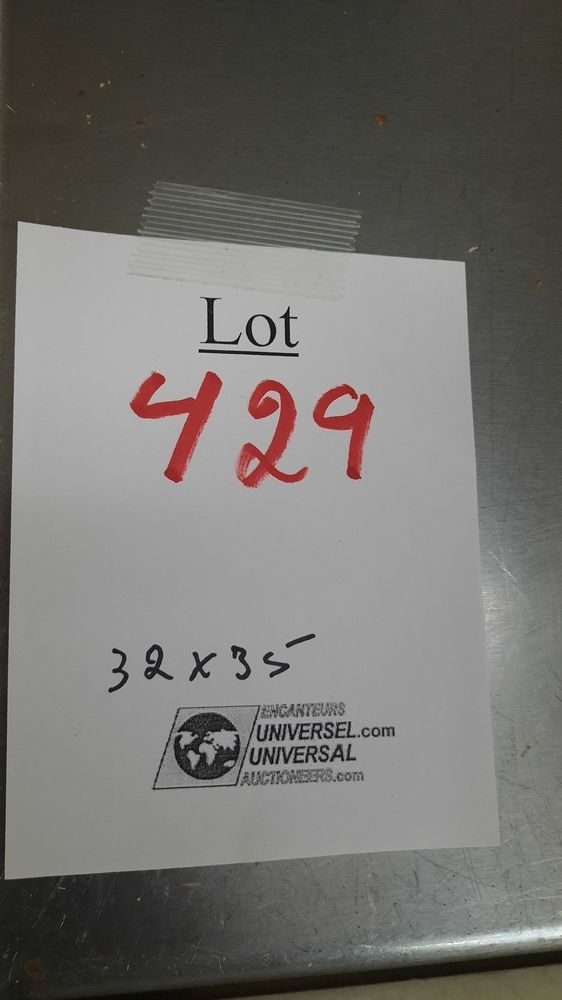 Lot
429
32 x 35
ENCANTEURS
UNIVERSEL.com
UNIVERSAL
AUCTIONEERS.com